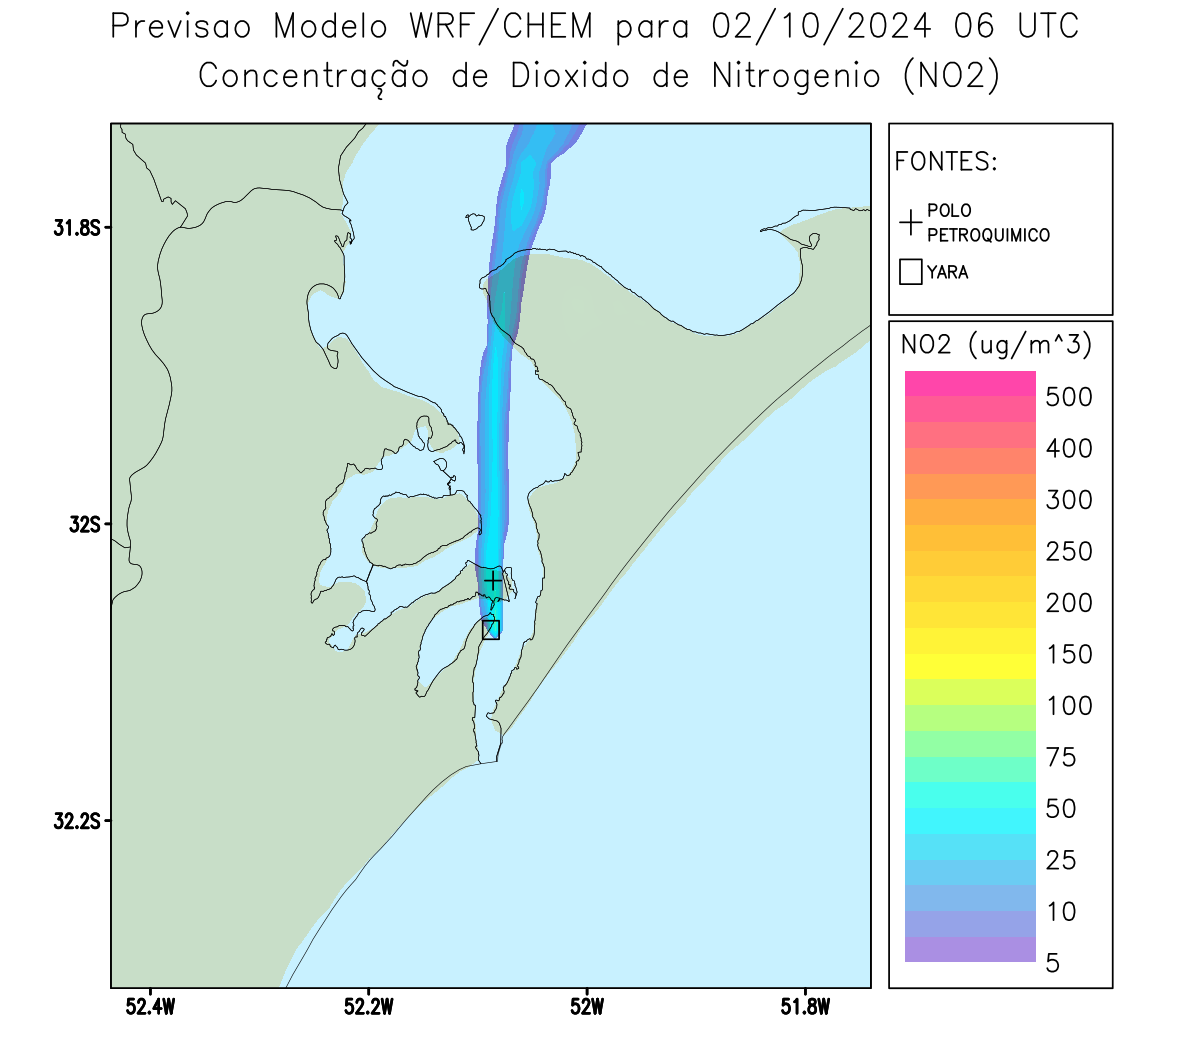 Previsao Modelo WRF/CHEM para 02/10/2024 06 UTC
Concentração de Dioxido de Nitrogenio (NO2)
FONTES:
POLO
PETROQUIMICO
YARA
31.8S
32S
32.2S
52.4W
52.2W
52W
51.8W
NO2 (ug/m^3)
500
400
300
250
200
150
100
75
50
25
10
5